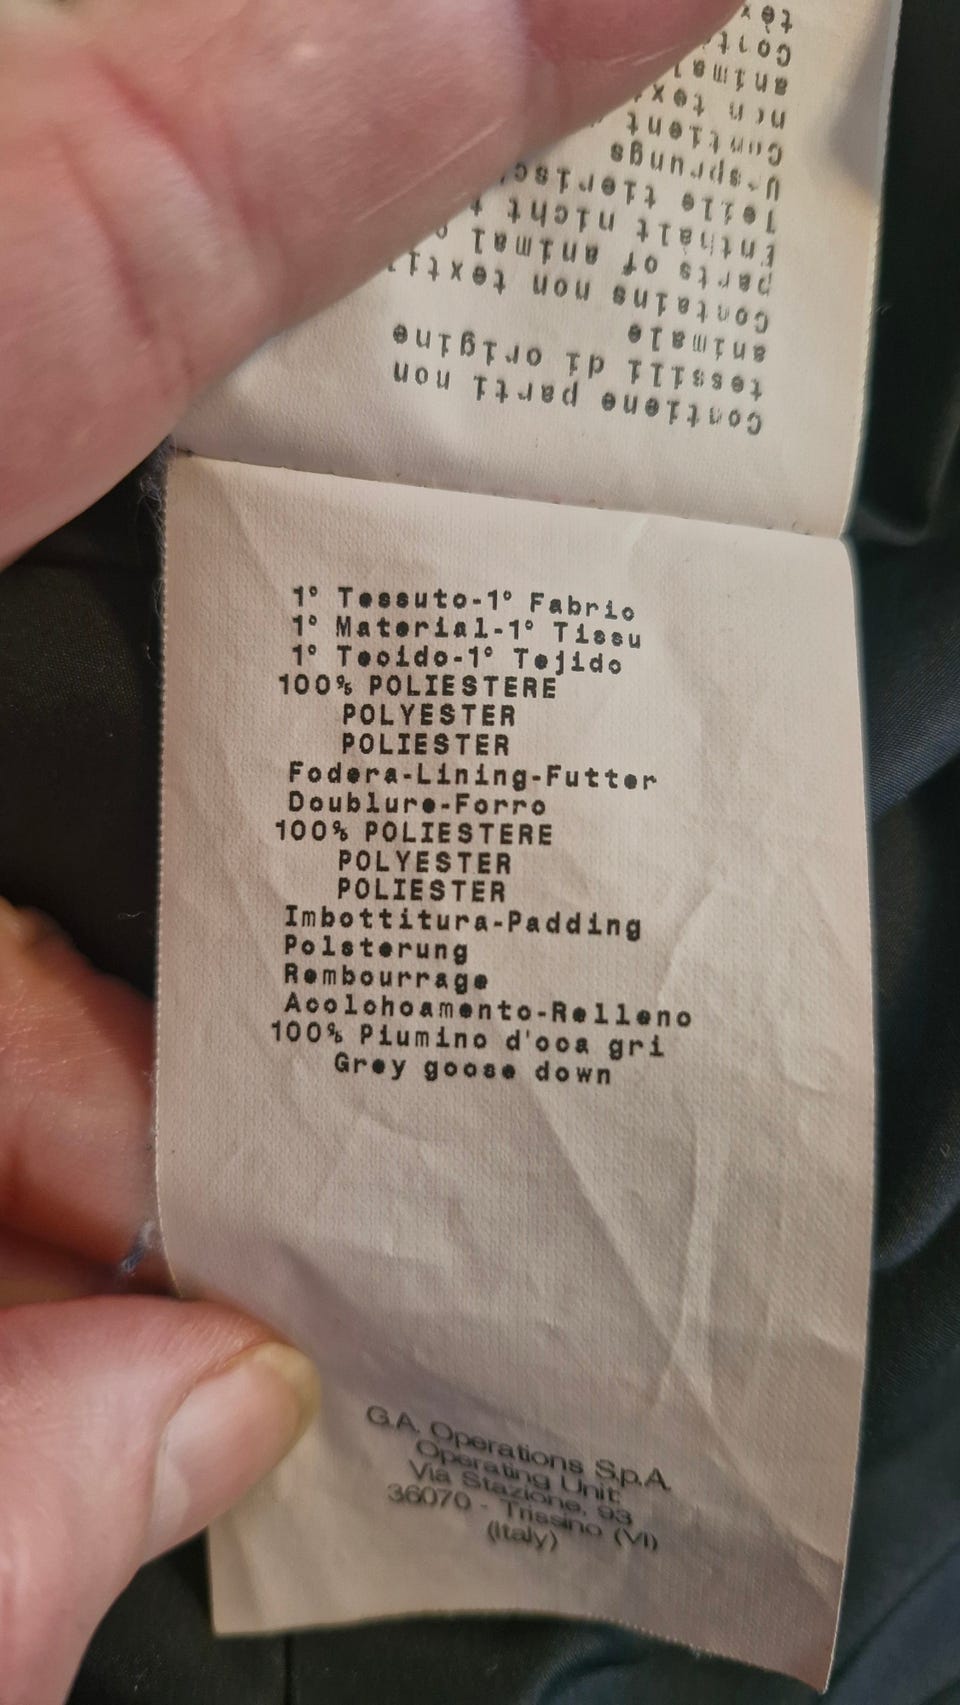 Contiene parti non
tessili di origine
animale
Contains non
parts of animal
Enthält nicht
Teile
Ursprungs
Contient
non
1° Tessuto-1° Fabric
1° Material-1° Tissu
1° Tecido-1° Tejido
100% POLIESTERE
POLYESTER
POLIESTER
Fodera-Lining-Futter
Doublure-Forro
100% POLIESTERE
POLYESTER
POLIESTER
Imbottitura-Padding
Polsterung
Rembourrage
Acolchoamento-Relleno
100% Piumino d'oca gri
Grey goose down
G.A. Operations S.p.A.
Operating Unit:
Via Stazione, 93
36070 - Trissino (VI)
(Italy)